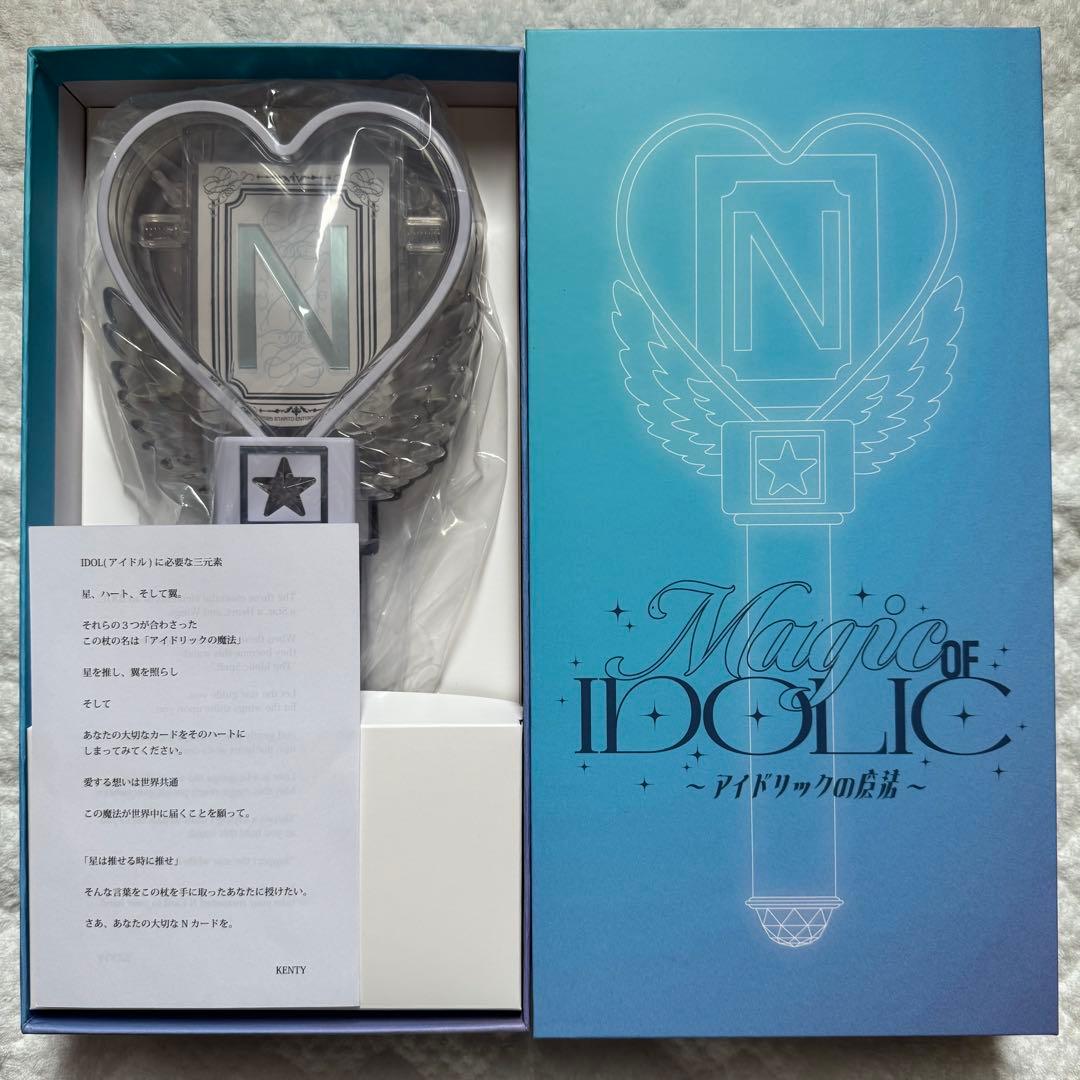 N
IDOL(アイドル)に必要な三元素
星、ハート、そして翼。
それらの3つが合わさった
この杖の名は「アイドリックの魔法」
星を推し、翼を照らし
そして
あなたの大切なカードをそのハートに
しまってみてください。
愛する想いは世界共通
この魔法が世界中に届くことを願って。
「星は推せる時に推せ」
そんな言葉をこの杖を手に取ったあなたに授けたい。
さあ、あなたの大切な N カードを。
KENTY
N
Magic OF
IDOLIC
～アイドリックの魔法～